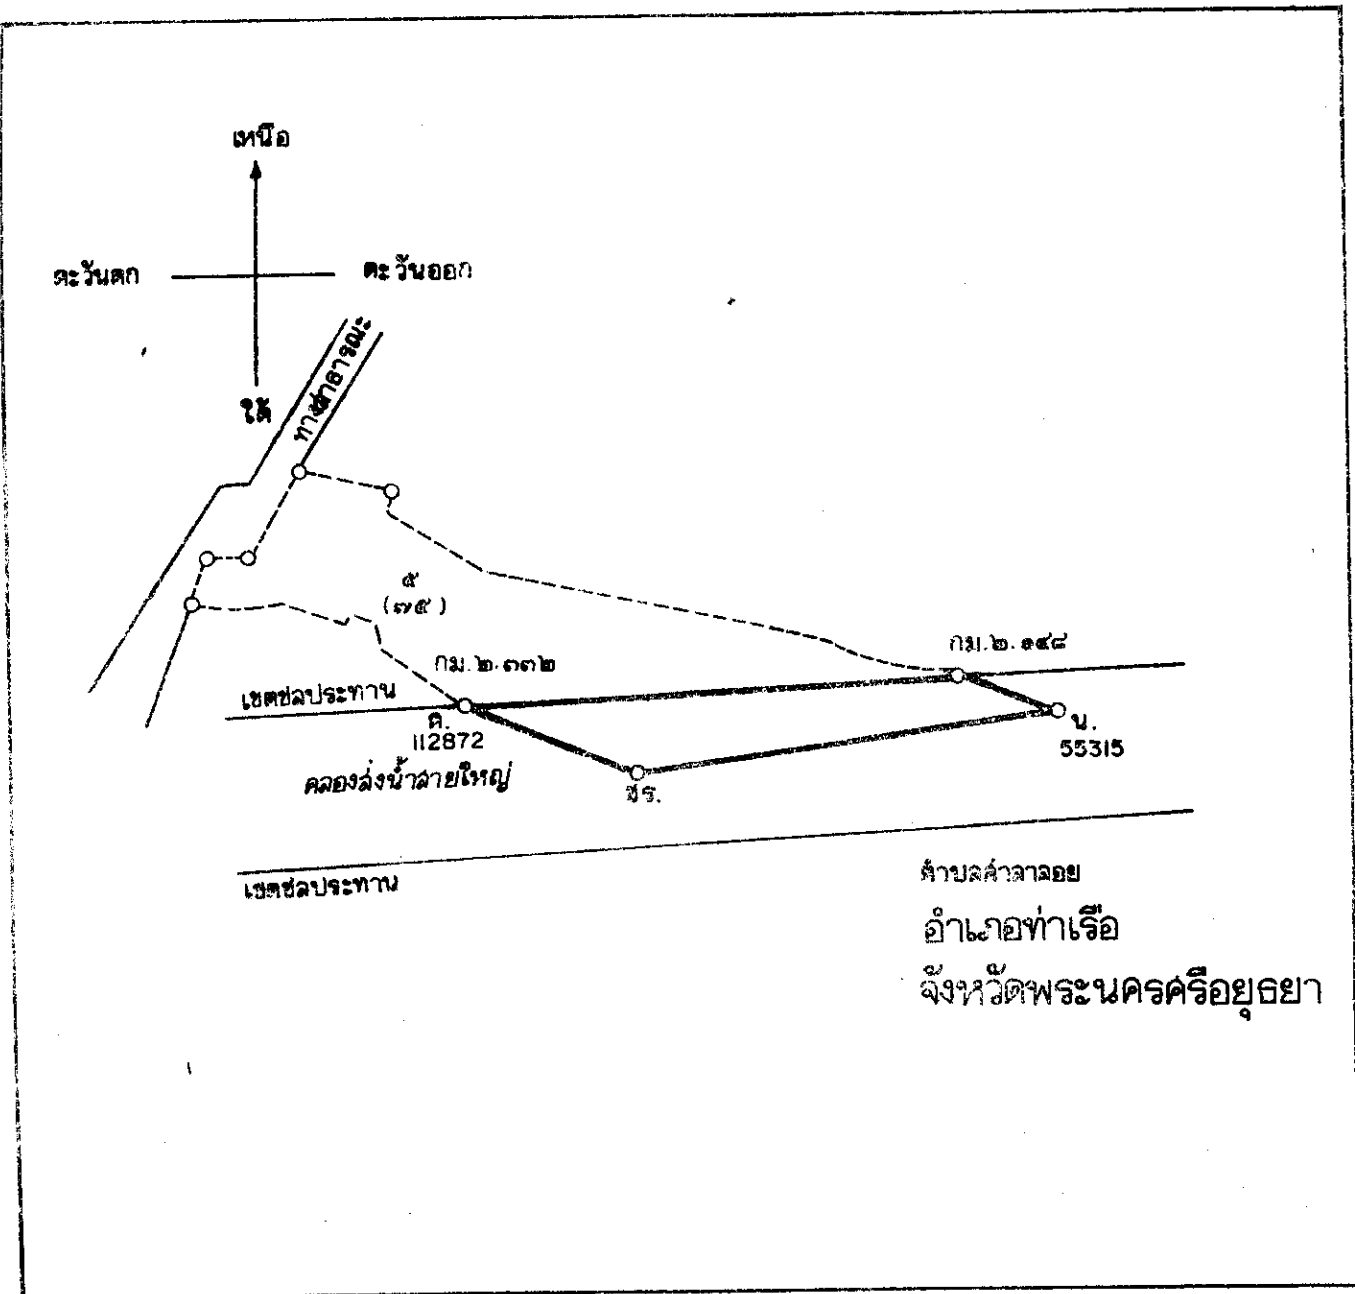 เหนือ
ตะวันตก
ตะวันออก
ใต้
ทางสาธารณะ
๕
(๗๕)
กม.๒.๓๓๒
กม.๒.๑๔๘
เขตชลประทาน
ค.
112872
น.
55315
คลองส่งน้ำสายใหญ่
ฮร.
เขตชลประทาน
ตำบลศาลาลอย
อำเภอท่าเรือ
จังหวัดพระนครศรีอยุธยา